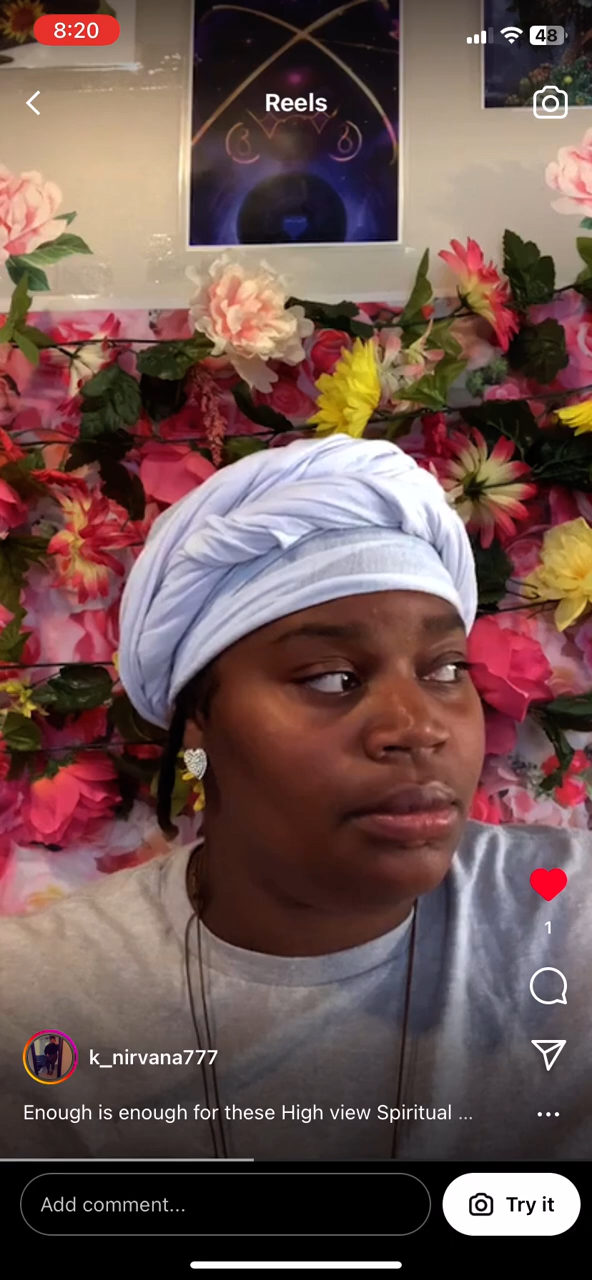 8:20
48
Reels
1
k_nirvana777
Enough is enough for these High view Spiritual ...
Add comment...
Try it